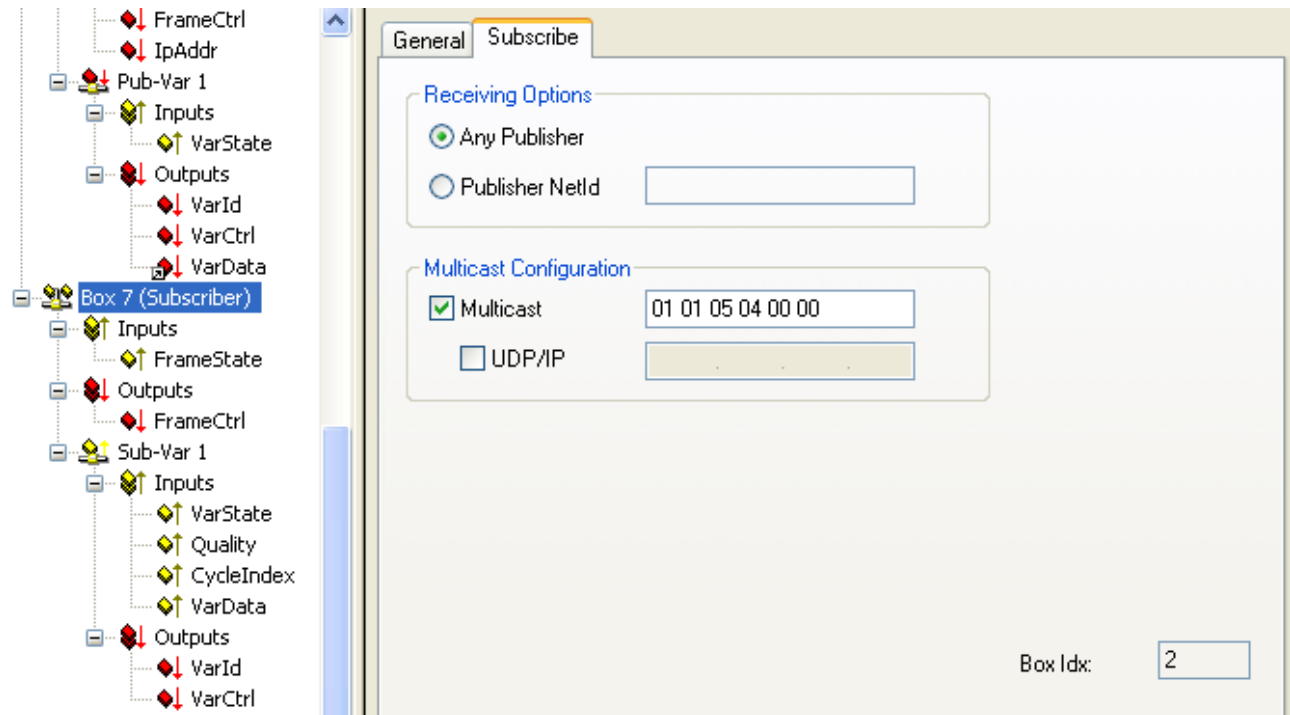 FrameCtrl
IpAddr
Pub-Var 1
Inputs
VarState
Outputs
VarId
VarCtrl
VarData
Box 7 (Subscriber)
Inputs
FrameState
Outputs
FrameCtrl
Sub-Var 1
Inputs
VarState
Quality
CycleIndex
VarData
Outputs
VarId
VarCtrl
General Subscribe
Receiving Options
Any Publisher
Publisher NetId
Multicast Configuration
Multicast 01 01 05 04 00 00
UDP/IP . . .
Box Idx: 2